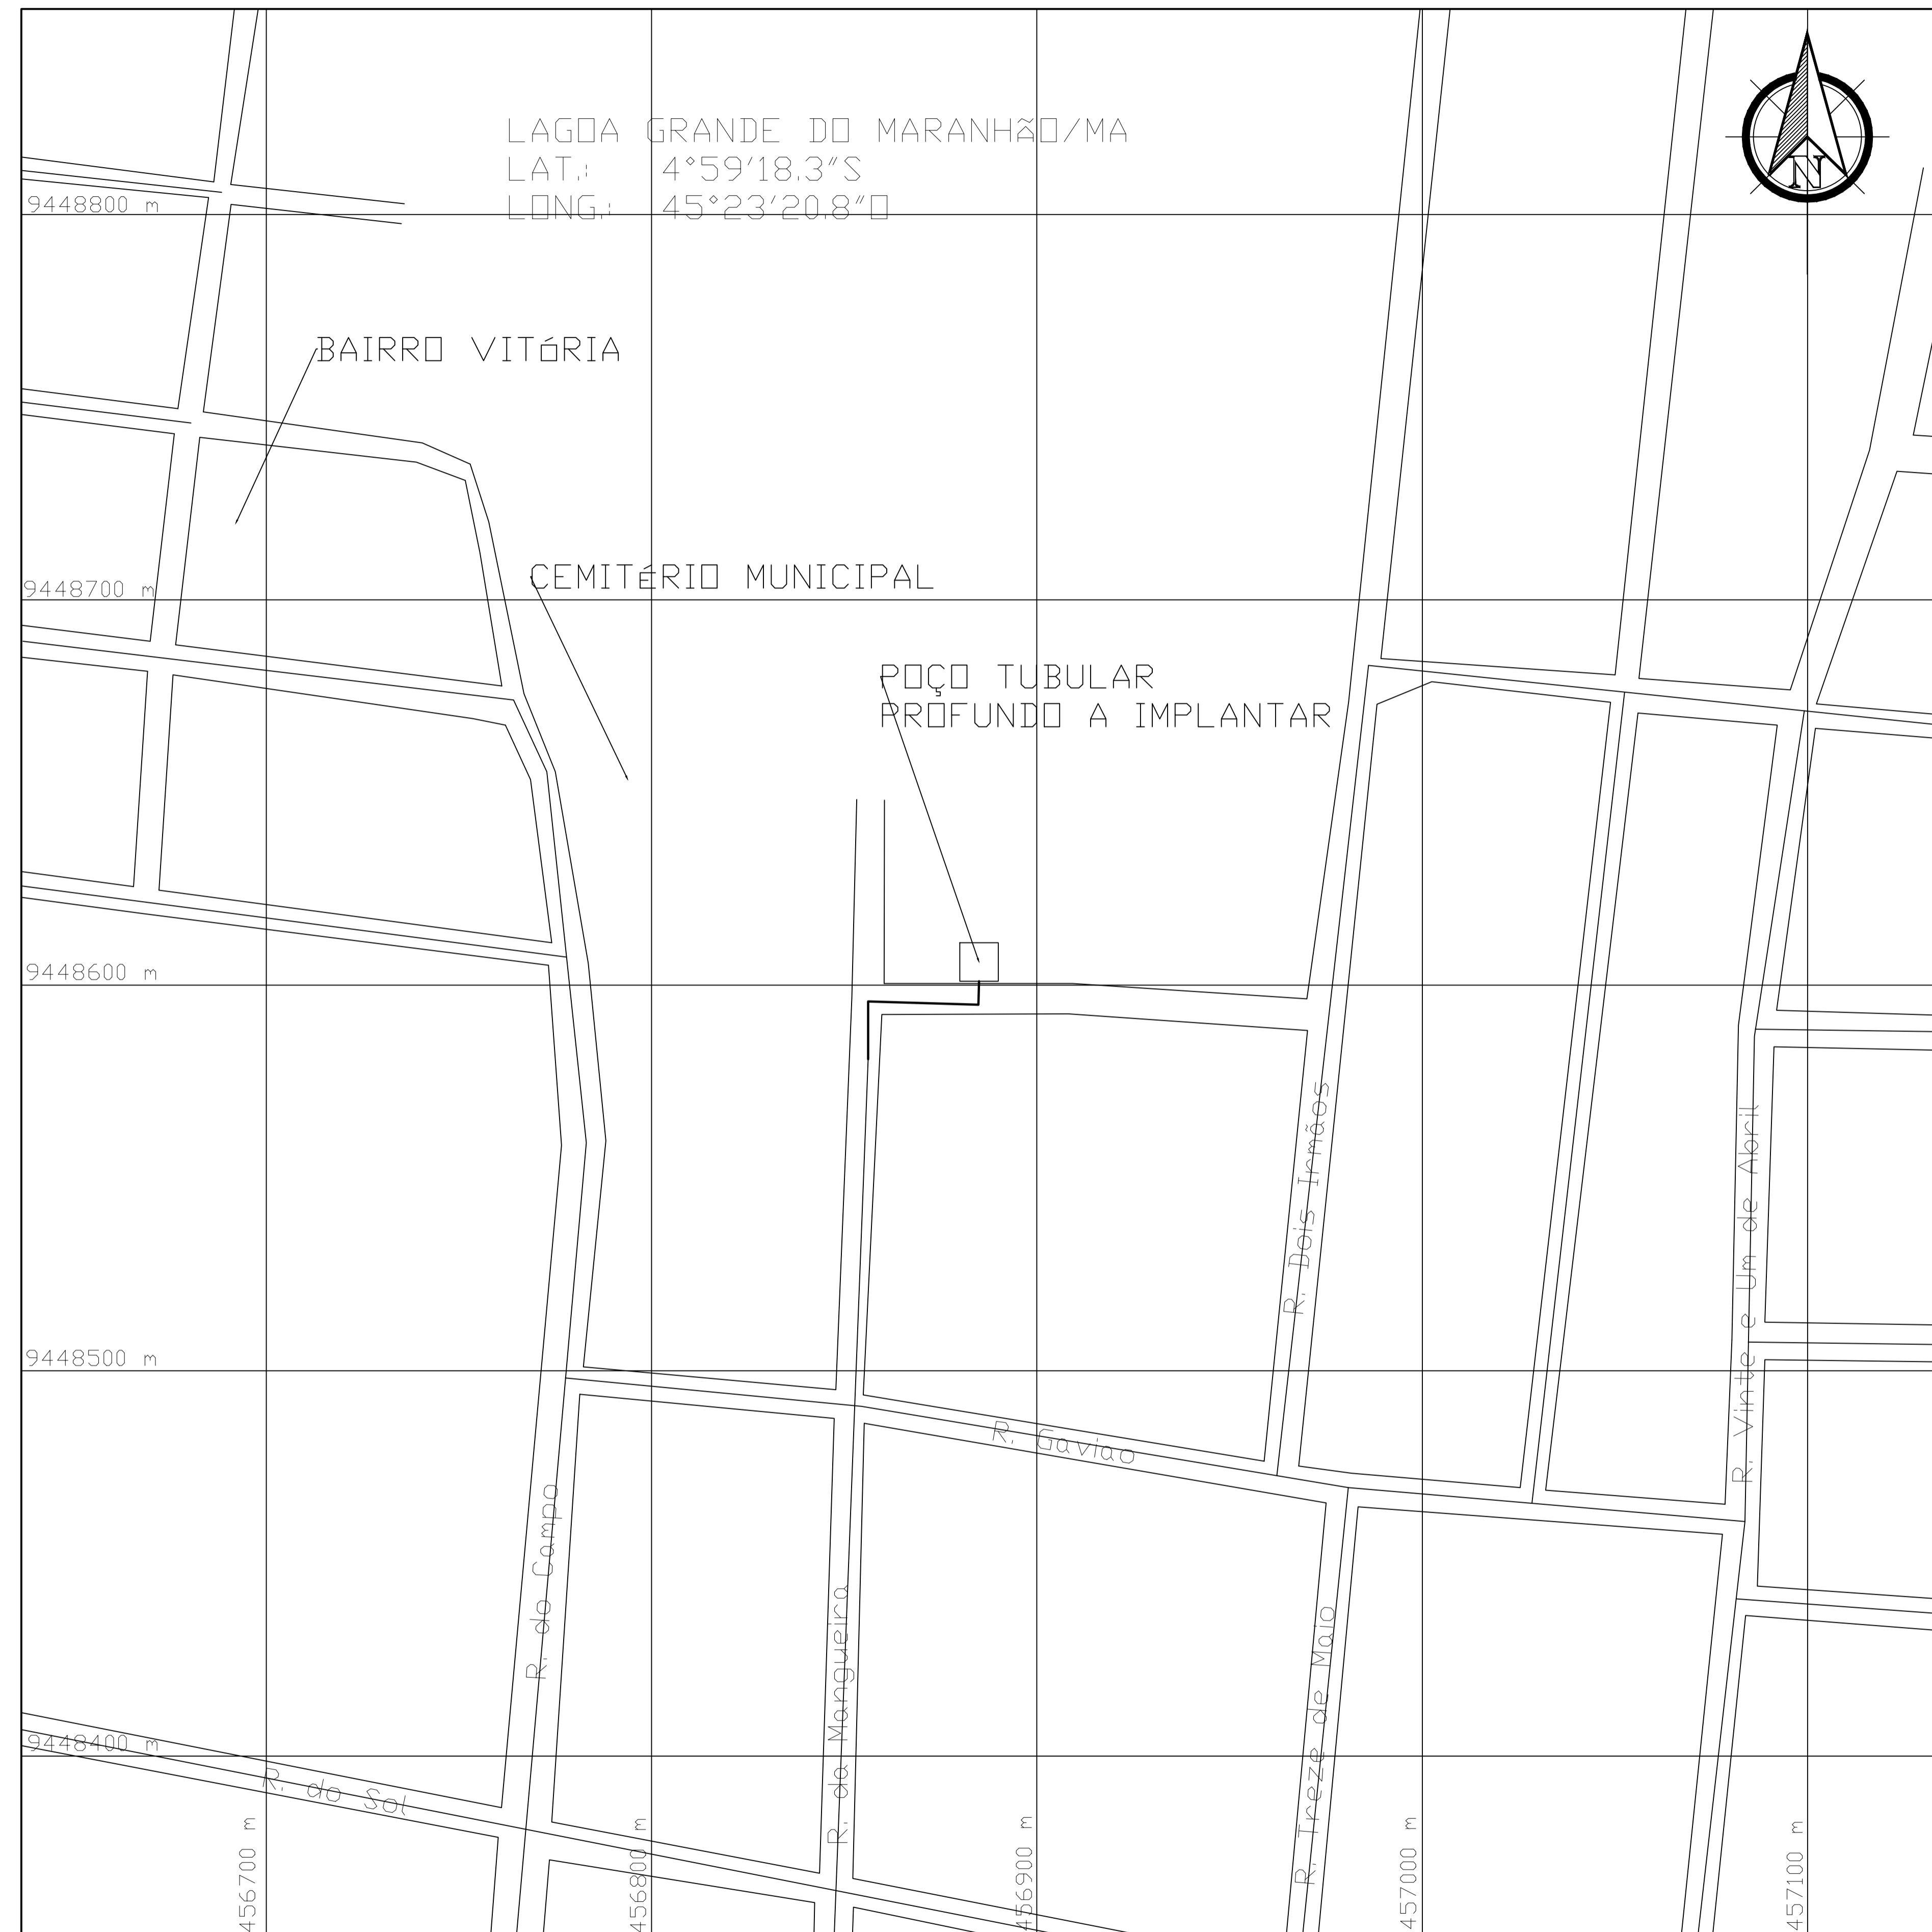 LAGOA GRANDE DO MARANHÃO/MA
LAT.: 4°59'18.3"S
LONG.: 45°23'20.8"O
N
9448800 m
BAIRRO VITÓRIA
CEMITÉRIO MUNICIPAL
9448700 m
POÇO TUBULAR
PROFUNDO A IMPLANTAR
9448600 m
R. Dois Irmãos
R. Vinte e Um de Abril
9448500 m
R. Gaviao
R. do Campo
R. da Mangueira
R. Treze de Maio
9448400 m
R. do Sol
456700 m
456800 m
456900 m
457000 m
457100 m